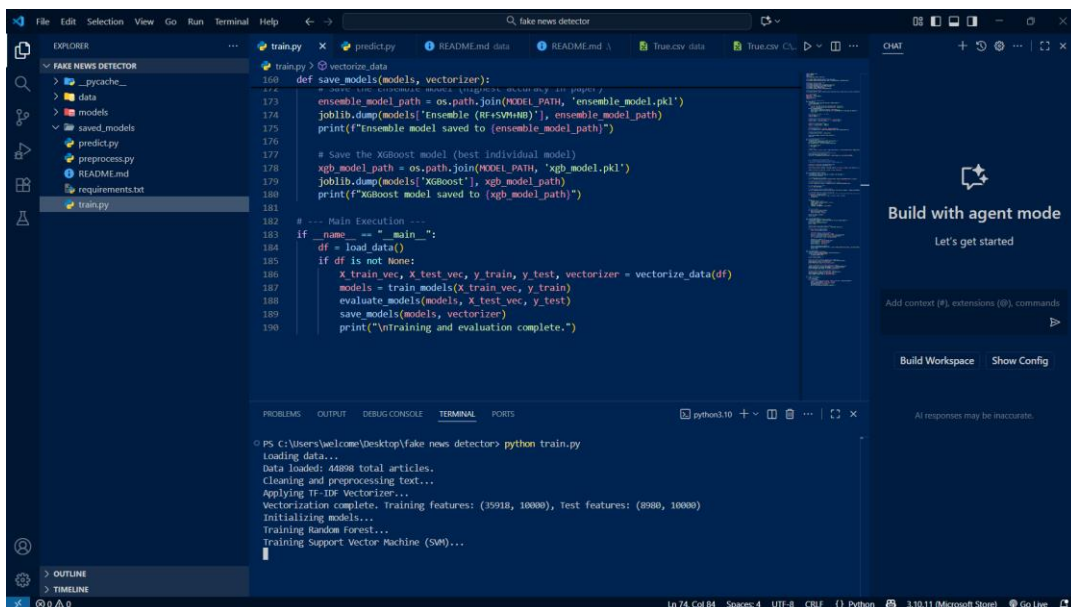 File Edit Selection View Go Run Terminal Help
fake news detector
EXPLORER
FAKE NEWS DETECTOR
__pycache__
data
models
saved_models
predict.py
preprocess.py
README.md
requirements.txt
train.py
OUTLINE
TIMELINE
train.py
predict.py
README.md data
README.md .\
True.csv data
True.csv C:\...
train.py > vectorize_data
160 def save_models(models, vectorizer):
172 # Save the Ensemble model (highest accuracy in paper)
173 ensemble_model_path = os.path.join(MODEL_PATH, 'ensemble_model.pkl')
174 joblib.dump(models['Ensemble (RF+SVM+NB)'], ensemble_model_path)
175 print(f"Ensemble model saved to {ensemble_model_path}")
176
177 # Save the XGBoost model (best individual model)
178 xgb_model_path = os.path.join(MODEL_PATH, 'xgb_model.pkl')
179 joblib.dump(models['XGBoost'], xgb_model_path)
180 print(f"XGBoost model saved to {xgb_model_path}")
181
182 # --- Main Execution ---
183 if __name__ == "__main__":
184 df = load_data()
185 if df is not None:
186 X_train_vec, X_test_vec, y_train, y_test, vectorizer = vectorize_data(df)
187 models = train_models(X_train_vec, y_train)
188 evaluate_models(models, X_test_vec, y_test)
189 save_models(models, vectorizer)
190 print("\nTraining and evaluation complete.")
PROBLEMS OUTPUT DEBUG CONSOLE TERMINAL PORTS
python3.10
PS C:\Users\welcome\Desktop\fake news detector> python train.py
Loading data...
Data loaded: 44898 total articles.
Cleaning and preprocessing text...
Applying TF-IDF Vectorizer...
Vectorization complete. Training features: (35918, 10000), Test features: (8980, 10000)
Initializing models...
Training Random Forest...
Training Support Vector Machine (SVM)...
CHAT
Build with agent mode
Let's get started
Add context (#), extensions (@), commands
Build Workspace Show Config
AI responses may be inaccurate.
0 0
Ln 74, Col 84 Spaces: 4 UTF-8 CRLF {} Python 3.10.11 (Microsoft Store) Go Live